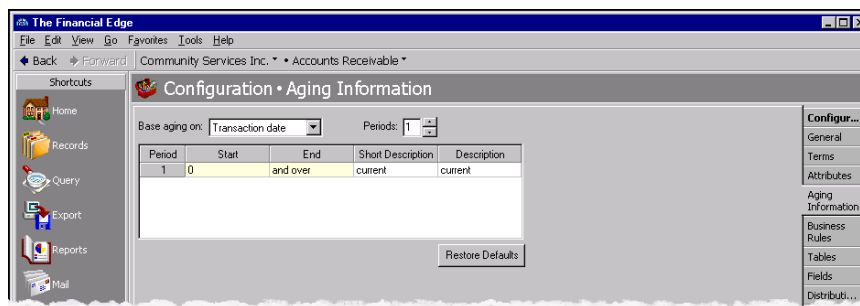 The Financial Edge
File Edit View Go Favorites Tools Help
Back Forward Community Services Inc. • Accounts Receivable
Shortcuts
Home
Records
Query
Export
Reports
Mail
Configuration • Aging Information
Base aging on: Transaction date Periods: 1
Period Start End Short Description Description
1 0 and over current current
Restore Defaults
Configur...
General
Terms
Attributes
Aging
Information
Business
Rules
Tables
Fields
Distributi...